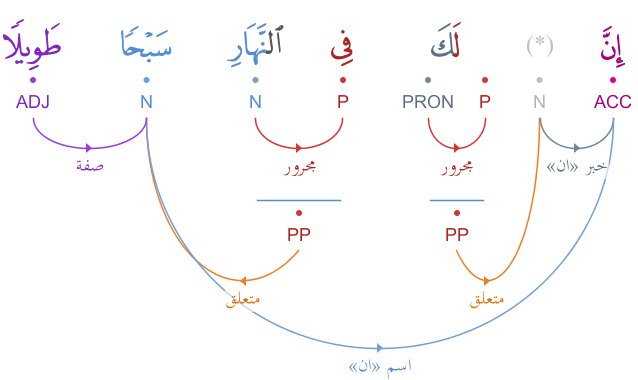 إِنَّ (*) لَكَ فِى ٱلنَّهَارِ سَبْحًا طَوِيلًا
ACC N P PRON P N N ADJ
خبر «ان» مجرور مجرور صفة
PP PP
متعلق متعلق
اسم «ان»